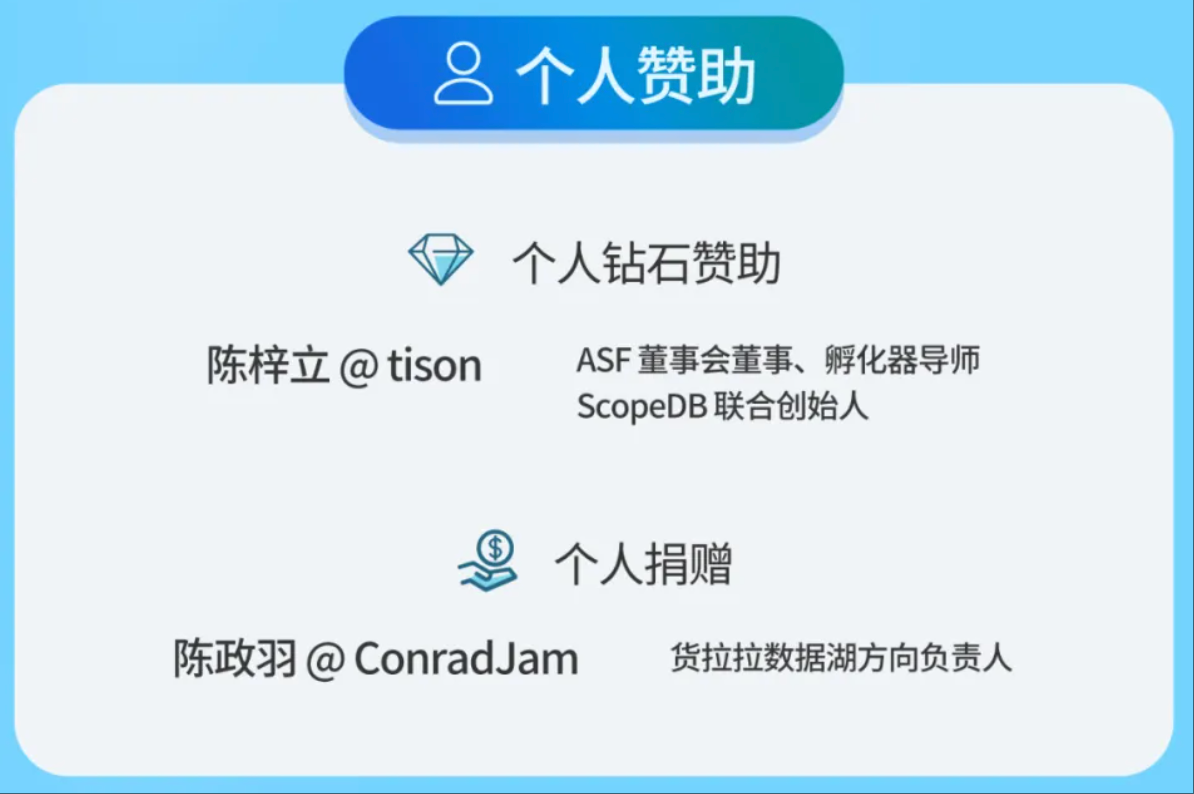 个人赞助
个人钻石赞助
陈梓立 @ tison
ASF 董事会董事、孵化器导师
ScopeDB 联合创始人
个人捐赠
陈政羽 @ ConradJam
货拉拉数据湖方向负责人